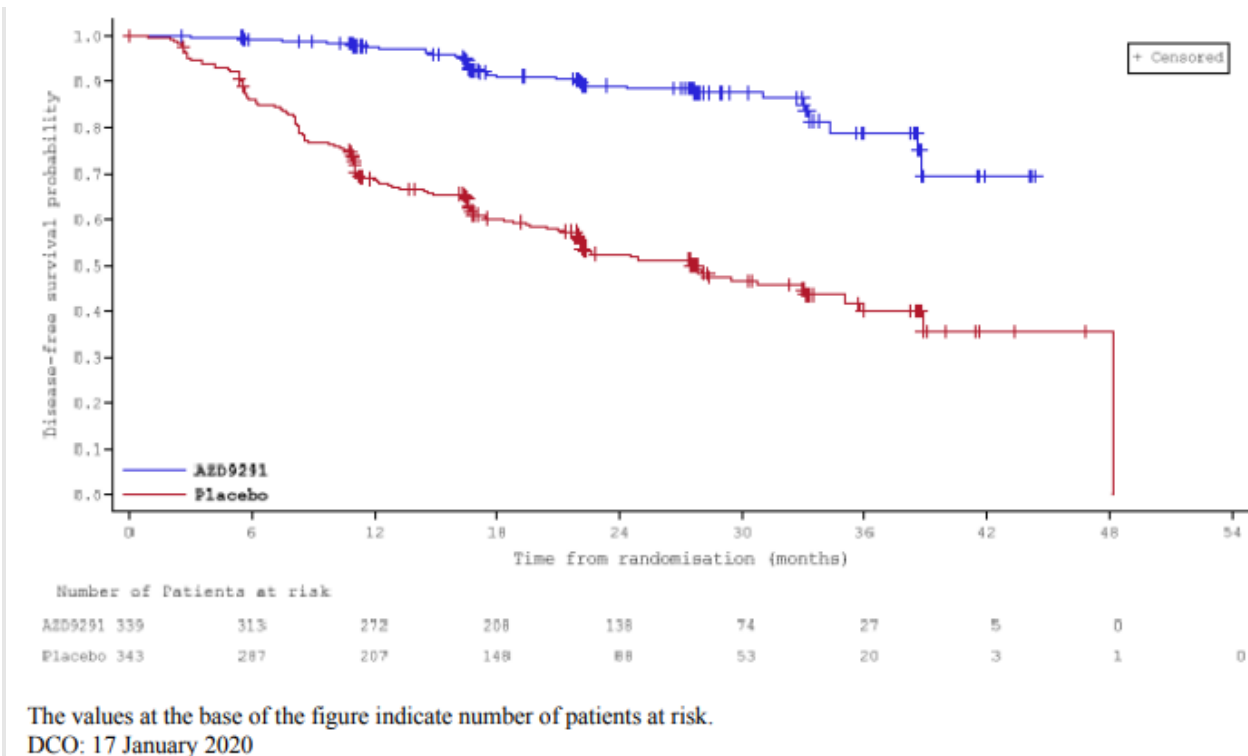 1.0
+ Censored
0.9
0.8
0.7
0.6
0.5
0.4
0.3
0.2
0.1
0.0
Disease-free survival probability
AZD9291
Placebo
0 6 12 18 24 30 36 42 48 54
Time from randomisation (months)
Number of Patients at risk
AZD9291 339 313 272 208 138 74 27 5 0
Placebo 343 287 207 148 88 53 20 3 1 0
The values at the base of the figure indicate number of patients at risk.
DCO: 17 January 2020